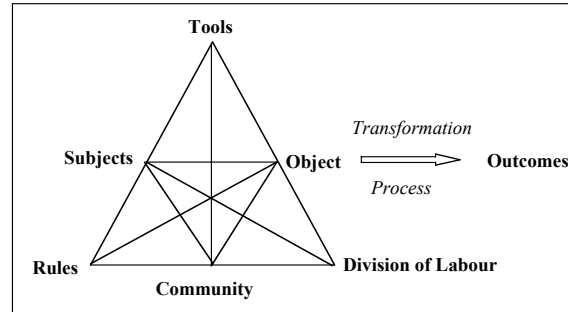 Tools
Transformation
Subjects
Object
Outcomes
Process
Rules
Division of Labour
Community